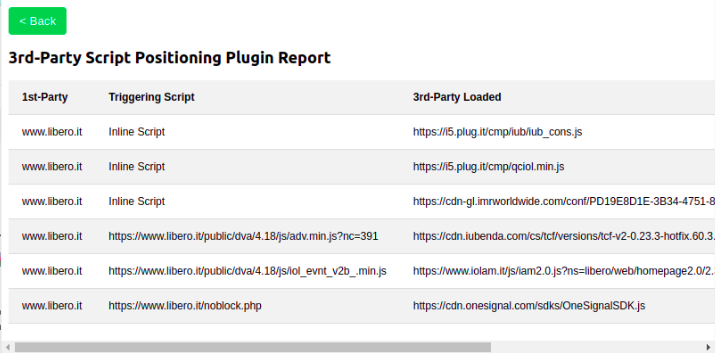 < Back
3rd-Party Script Positioning Plugin Report
1st-Party Triggering Script 3rd-Party Loaded
www.libero.it Inline Script https://i5.plug.it/cmp/iub/iub_cons.js
www.libero.it Inline Script https://i5.plug.it/cmp/qciol.min.js
www.libero.it Inline Script https://cdn-gl.imrworldwide.com/conf/PD19E8D1E-3B34-4751-8
www.libero.it https://www.libero.it/public/dva/4.18/js/adv.min.js?nc=391 https://cdn.iubenda.com/cs/tcf/versions/tcf-v2-0.23.3-hotfix.60.3.
www.libero.it https://www.libero.it/public/dva/4.18/js/iol_evnt_v2b_.min.js https://www.iolam.it/js/iam2.0.js?ns=libero/web/homepage2.0/2.
www.libero.it https://www.libero.it/noblock.php https://cdn.onesignal.com/sdks/OneSignalSDK.js